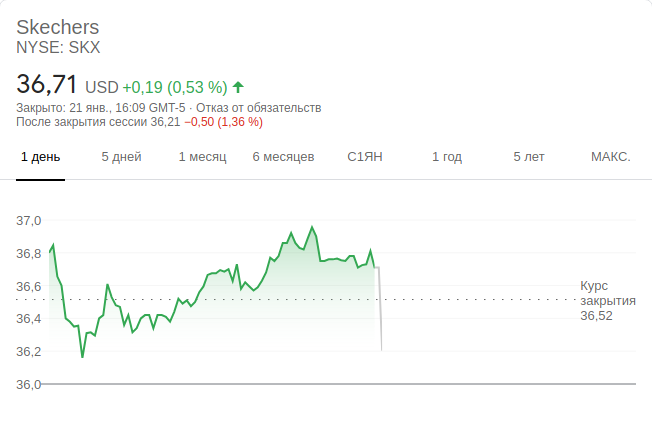 Skechers
NYSE: SKX
36,71 USD +0,19 (0,53 %)
Закрыто: 21 янв., 16:09 GMT-5 · Отказ от обязательств
После закрытия сессии 36,21 −0,50 (1,36 %)
1 день 5 дней 1 месяц 6 месяцев С1ЯН 1 год 5 лет МАКС.
37,0
36,8
36,6
36,4
36,2
36,0
Курс
закрытия
36,52